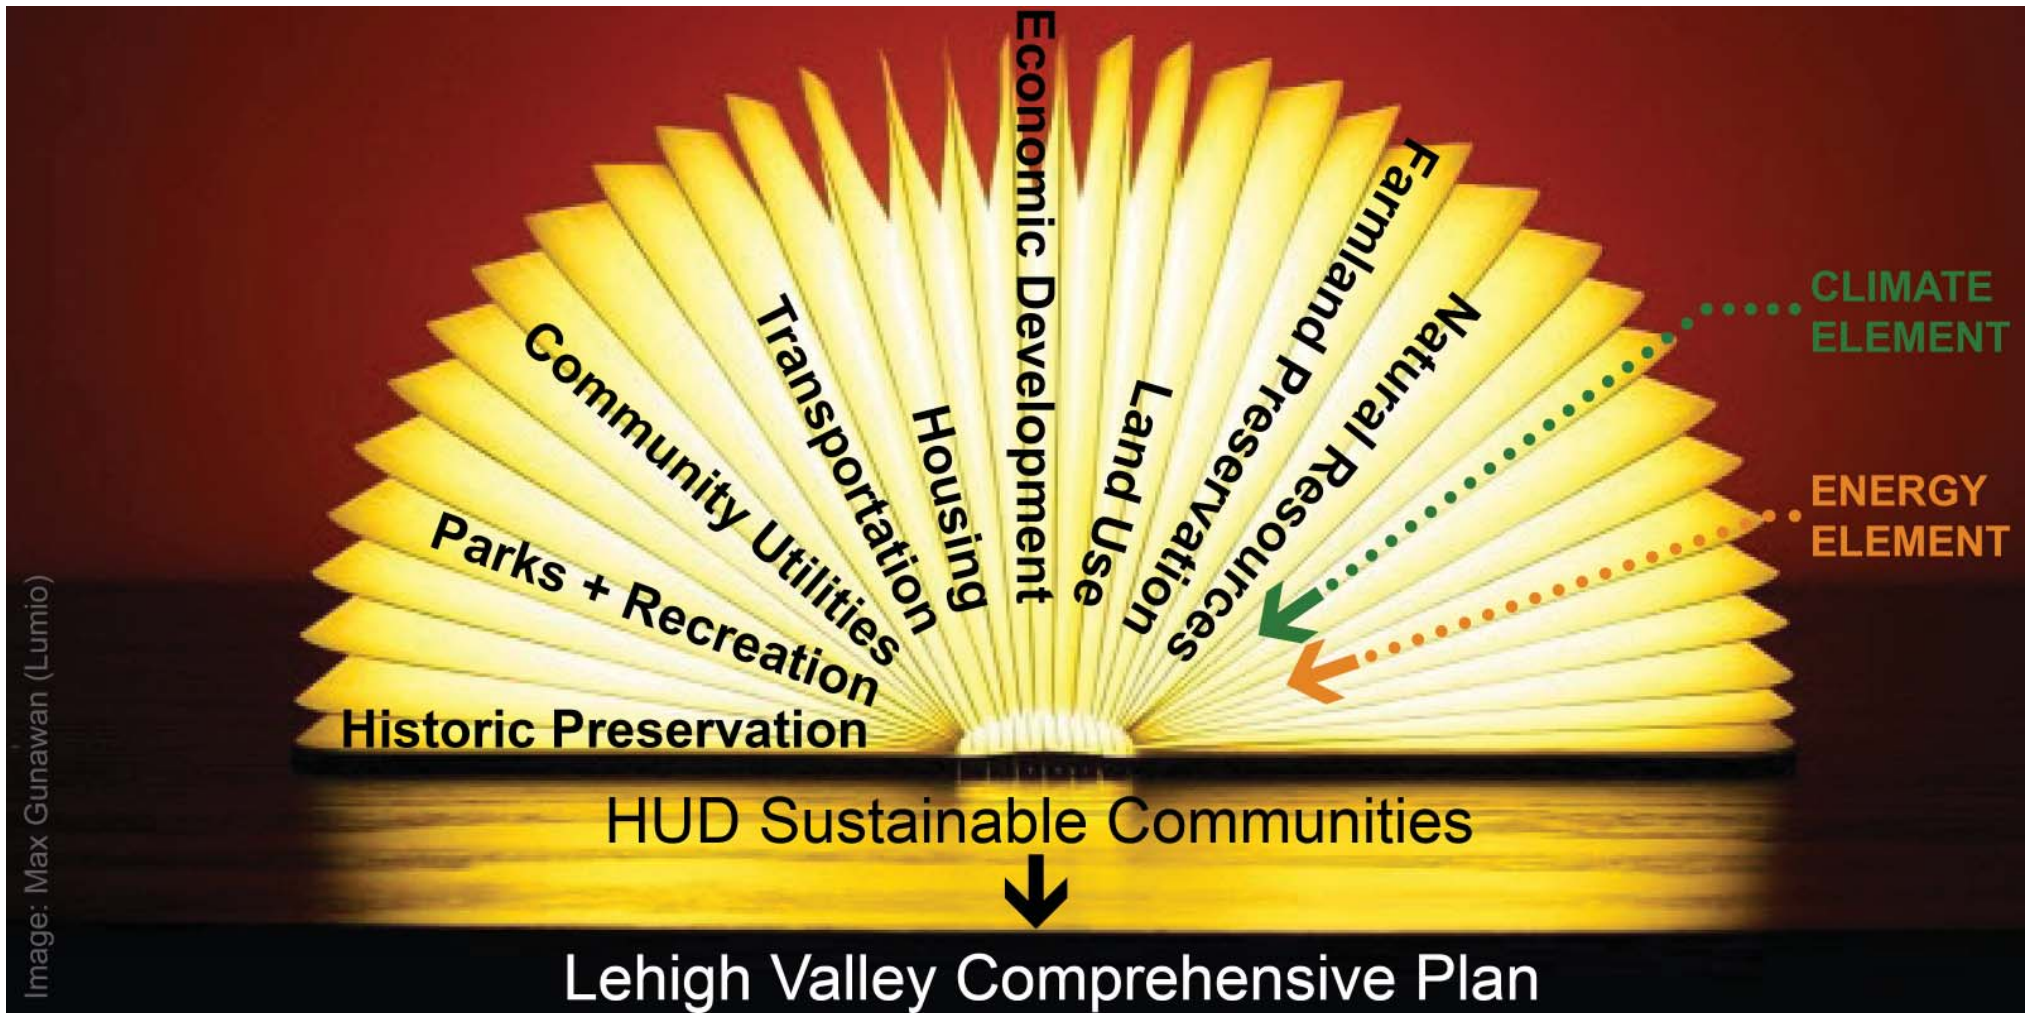 Historic Preservation
Parks + Recreation
Community Utilities
Transportation
Housing
Economic Development
Land Use
Farmland Preservation
Natural Resources
CLIMATE
ELEMENT
ENERGY
ELEMENT
HUD Sustainable Communities
Lehigh Valley Comprehensive Plan
Image: Max Gunawan (Lumio)